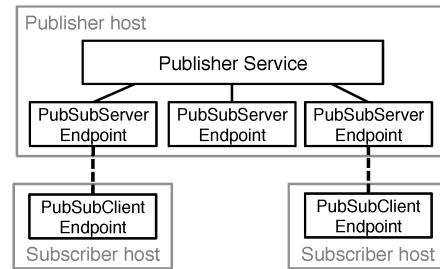 Publisher host
Publisher Service
PubSubServer
Endpoint
PubSubServer
Endpoint
PubSubServer
Endpoint
PubSubClient
Endpoint
Subscriber host
PubSubClient
Endpoint
Subscriber host